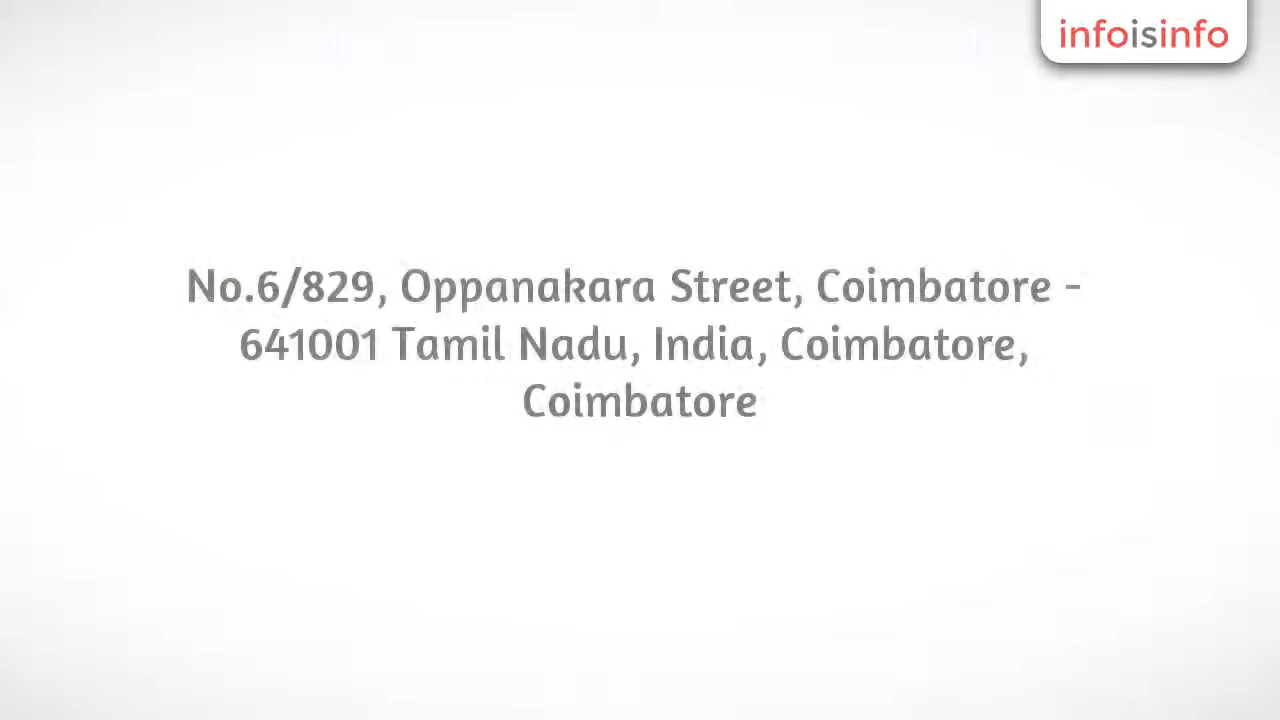 infoisinfo
No.6/829, Oppanakara Street, Coimbatore -
641001 Tamil Nadu, India, Coimbatore,
Coimbatore